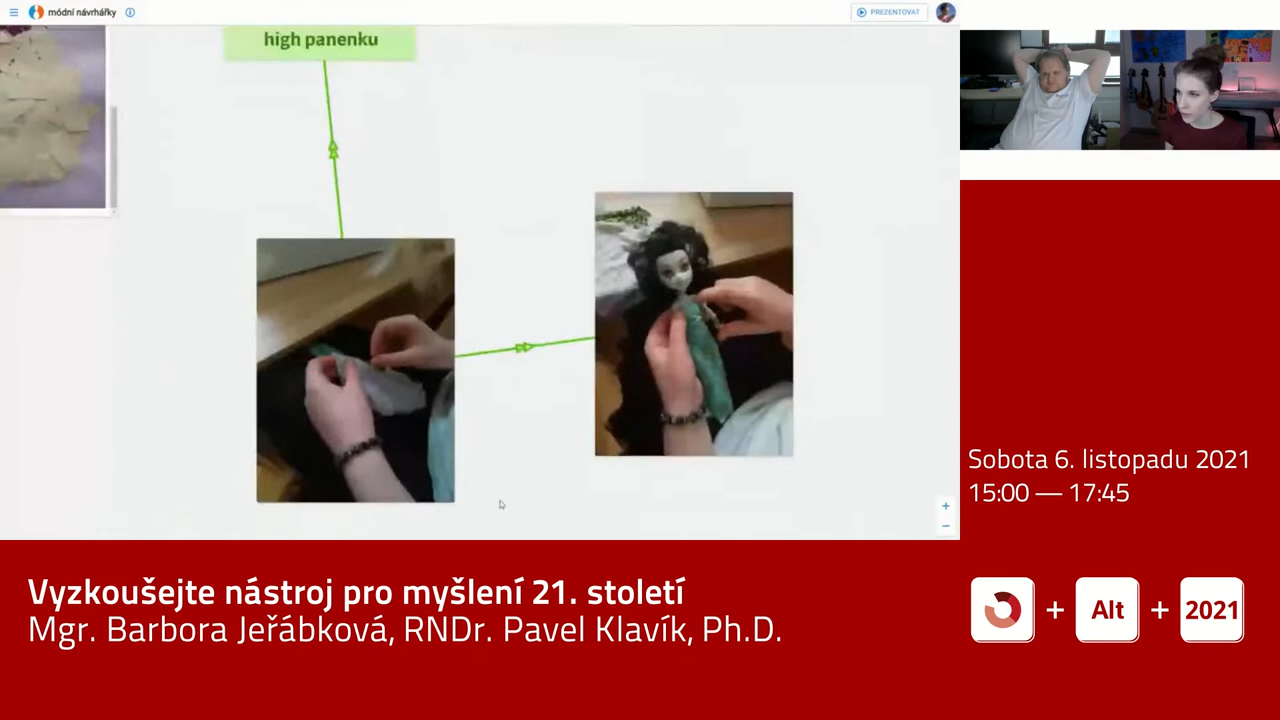 módní návrhářky
PREZENTOVAT
high panenku
Sobota 6. listopadu 2021
15:00 — 17:45
Vyzkoušejte nástroj pro myšlení 21. století
Mgr. Barbora Jeřábková, RNDr. Pavel Klavík, Ph.D.
+ Alt + 2021